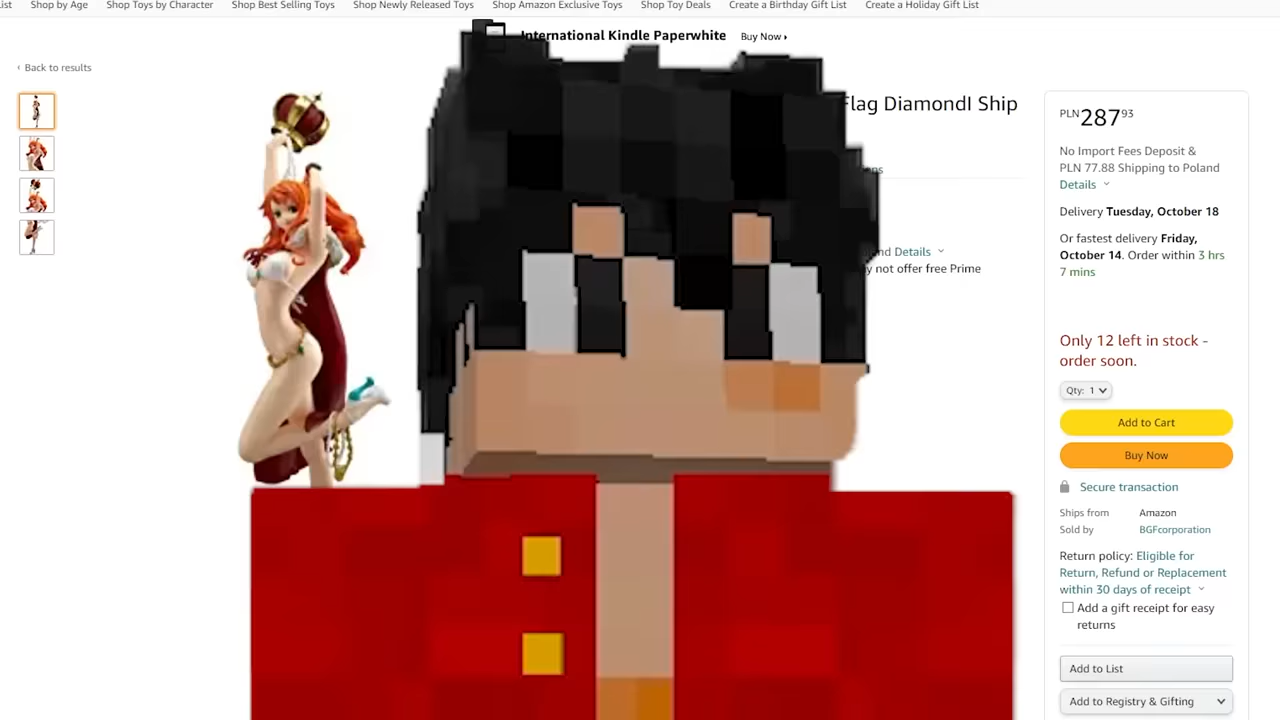 ist Shop by Age Shop Toys by Character Shop Best Selling Toys Shop Newly Released Toys Shop Amazon Exclusive Toys Shop Toy Deals Create a Birthday Gift List Create a Holiday Gift List
International Kindle Paperwhite Buy Now
‹ Back to results
Flag DiamondI Ship
ns
nd Details
y not offer free Prime
PLN 287 93
No Import Fees Deposit &
PLN 77.88 Shipping to Poland
Details
Delivery Tuesday, October 18
Or fastest delivery Friday,
October 14. Order within 3 hrs
7 mins
Only 12 left in stock -
order soon.
Qty: 1
Add to Cart
Buy Now
Secure transaction
Ships from Amazon
Sold by BGFcorporation
Return policy: Eligible for
Return, Refund or Replacement
within 30 days of receipt
Add a gift receipt for easy
returns
Add to List
Add to Registry & Gifting